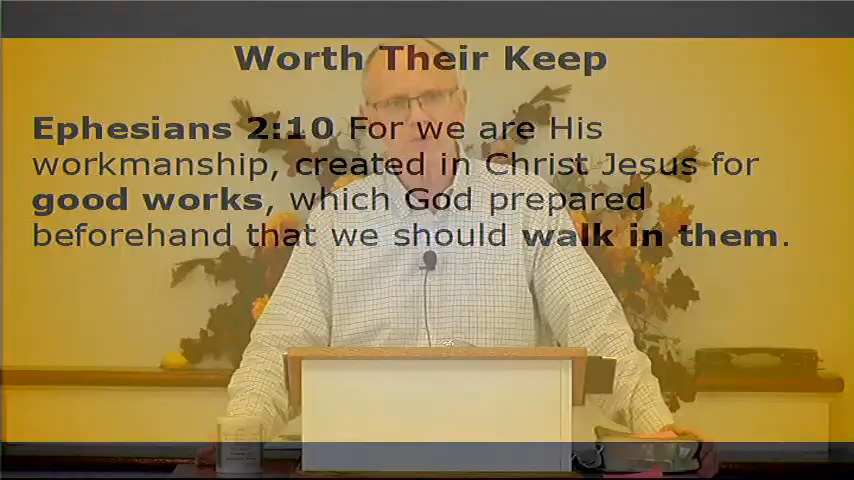 Worth Their Keep
Ephesians 2:10 For we are His
workmanship, created in Christ Jesus for
good works, which God prepared
beforehand that we should walk in them.